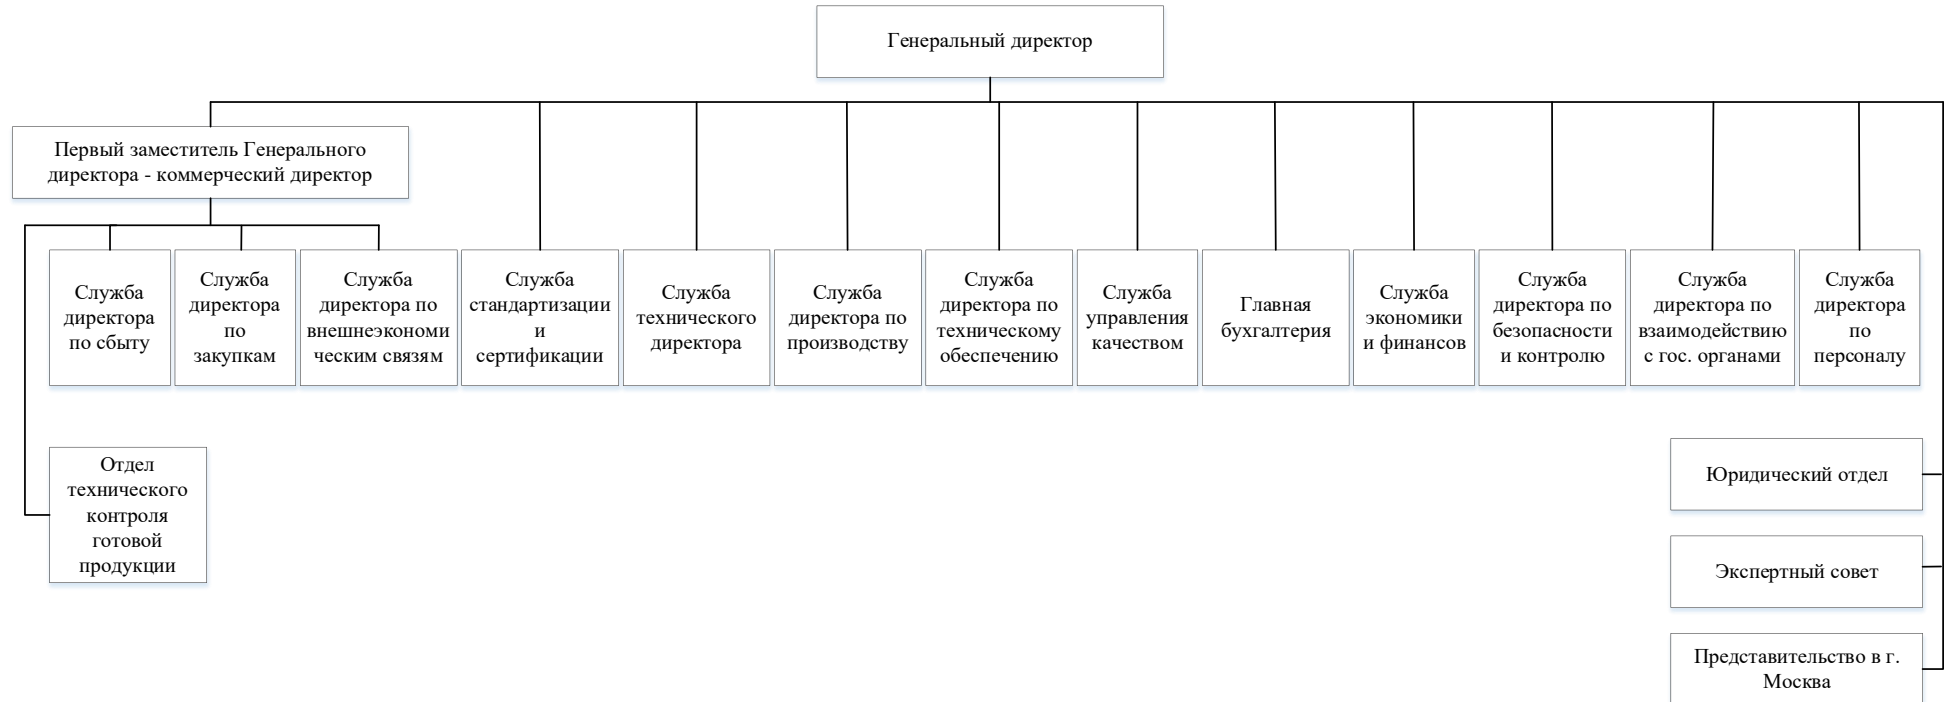 Генеральный директор
Первый заместитель Генерального
директора - коммерческий директор
Служба
директора
по сбыту
Служба
директора
по
закупкам
Служба
директора по
внешнеэкономи
ческим связям
Служба
стандартизации
и
сертификации
Служба
технического
директора
Служба
директора по
производству
Служба
директора по
техническому
обеспечению
Служба
управления
качеством
Главная
бухгалтерия
Служба
экономики
и финансов
Служба
директора по
безопасности
и контролю
Служба
директора по
взаимодействию
с гос. органами
Служба
директора
по
персоналу
Отдел
технического
контроля
готовой
продукции
Юридический отдел
Экспертный совет
Представительство в г.
Москва